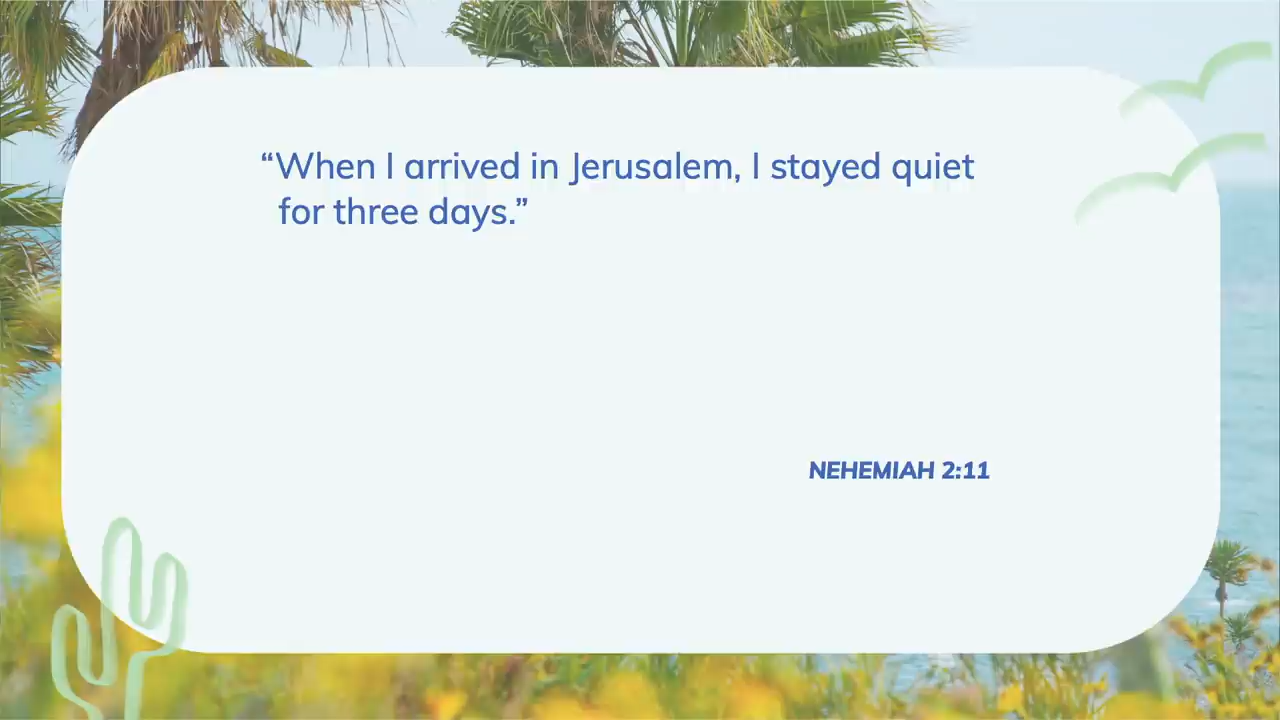 “When I arrived in Jerusalem, I stayed quiet
for three days.”
NEHEMIAH 2:11